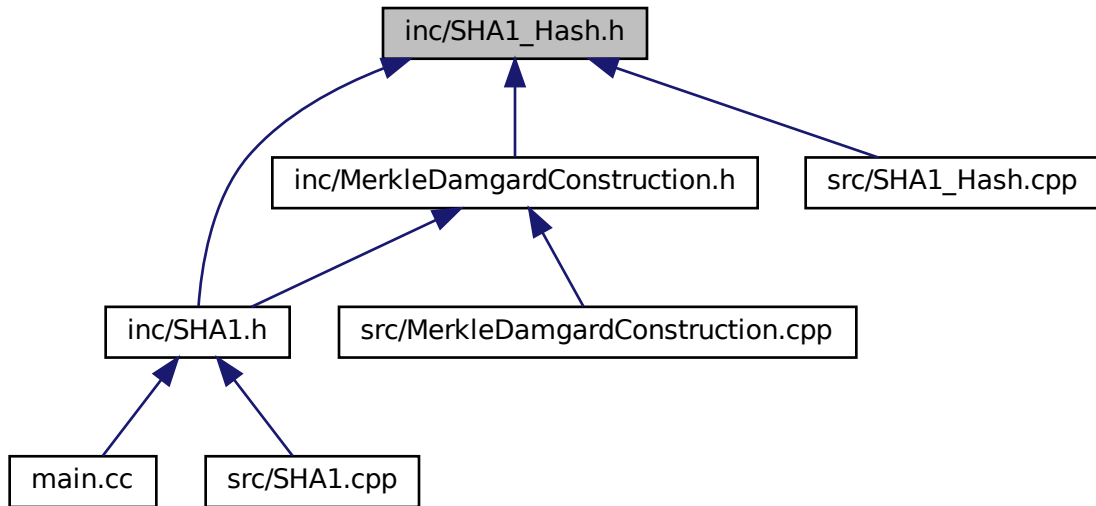 inc/SHA1_Hash.h
inc/MerkleDamgardConstruction.h
src/SHA1_Hash.cpp
inc/SHA1.h
src/MerkleDamgardConstruction.cpp
main.cc
src/SHA1.cpp